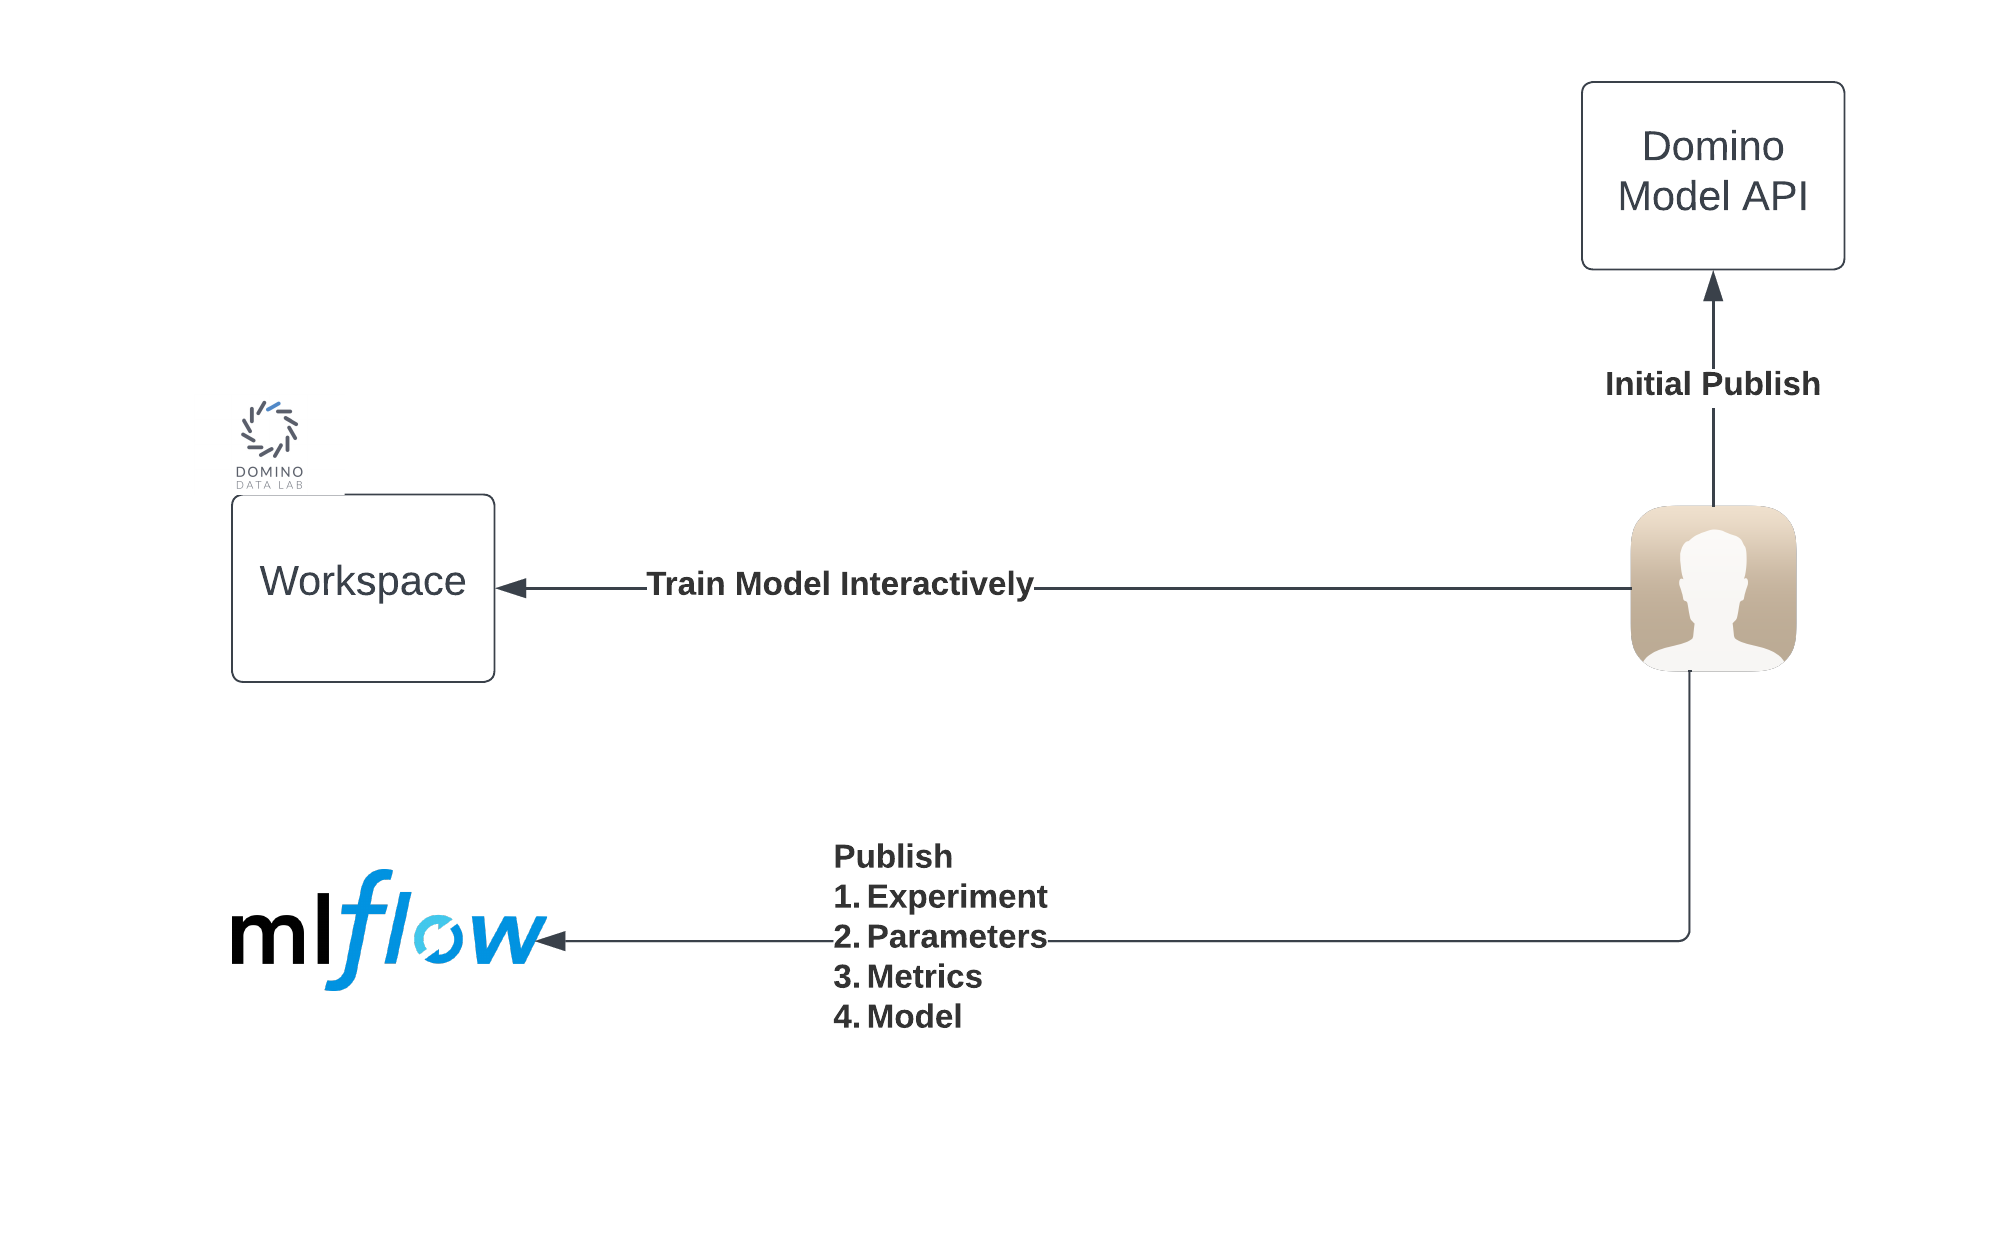 Domino
Model API
Initial Publish
DOMINO
DATA LAB
Workspace
Train Model Interactively
mlflow
Publish
1. Experiment
2. Parameters
3. Metrics
4. Model